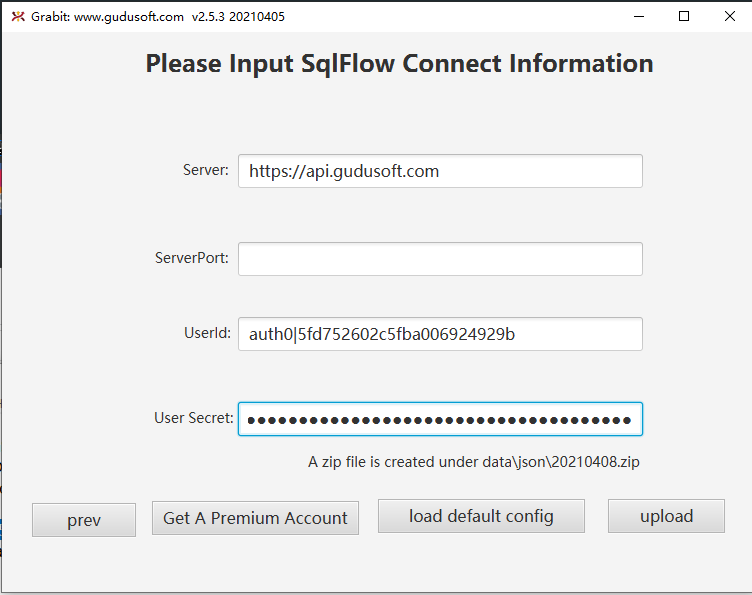 Grabit: www.gudusoft.com v2.5.3 20210405
Please Input SqlFlow Connect Information
Server: https://api.gudusoft.com
ServerPort:
UserId: auth0|5fd752602c5fba006924929b
User Secret: ●●●●●●●●●●●●●●●●●●●●●●●●●●●●●●●●●●●●●
A zip file is created under data\json\20210408.zip
prev Get A Premium Account load default config upload